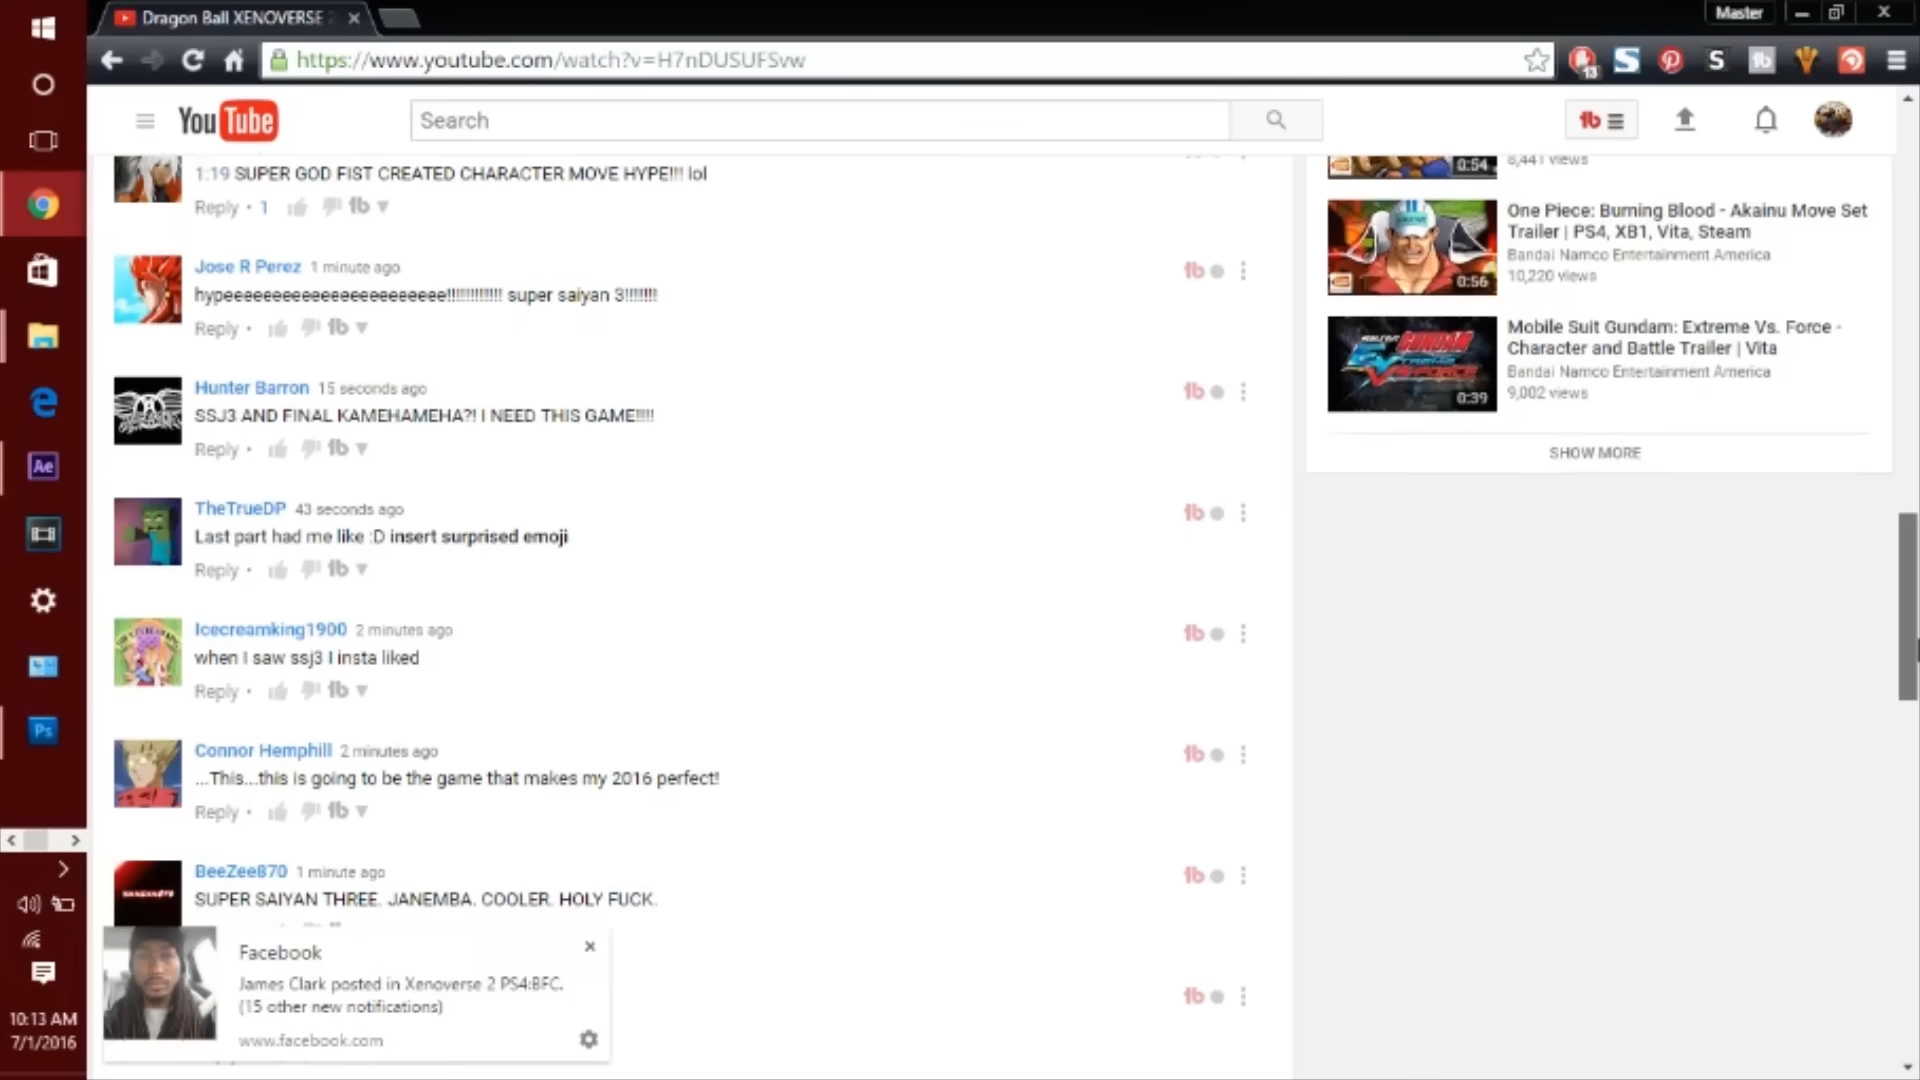 Dragon Ball XENOVERSE 2
Master
https://www.youtube.com/watch?v=H7nDUSUFSvw
13
YouTube
Search
1:19 SUPER GOD FIST CREATED CHARACTER MOVE HYPE!!! lol
Reply • 1
Jose R Perez 1 minute ago
hypeeeeeeeeeeeeeeeeeeeeeee!!!!!!!!!!!! super saiyan 3!!!!!!!
Reply •
Hunter Barron 15 seconds ago
SSJ3 AND FINAL KAMEHAMEHA?! I NEED THIS GAME!!!!
Reply •
TheTrueDP 43 seconds ago
Last part had me like :D insert surprised emoji
Reply •
Icecreamking1900 2 minutes ago
when I saw ssj3 I insta liked
Reply •
Connor Hemphill 2 minutes ago
...This...this is going to be the game that makes my 2016 perfect!
Reply •
BeeZee870 1 minute ago
SUPER SAIYAN THREE. JANEMBA. COOLER. HOLY FUCK.
Facebook
James Clark posted in Xenoverse 2 PS4:BFC.
(15 other new notifications)
www.facebook.com
0:54
8,441 views
One Piece: Burning Blood - Akainu Move Set
Trailer | PS4, XB1, Vita, Steam
Bandai Namco Entertainment America
10,220 views
0:56
Mobile Suit Gundam: Extreme Vs. Force -
Character and Battle Trailer | Vita
Bandai Namco Entertainment America
9,002 views
0:39
SHOW MORE
Ae
Ps
10:13 AM
7/1/2016